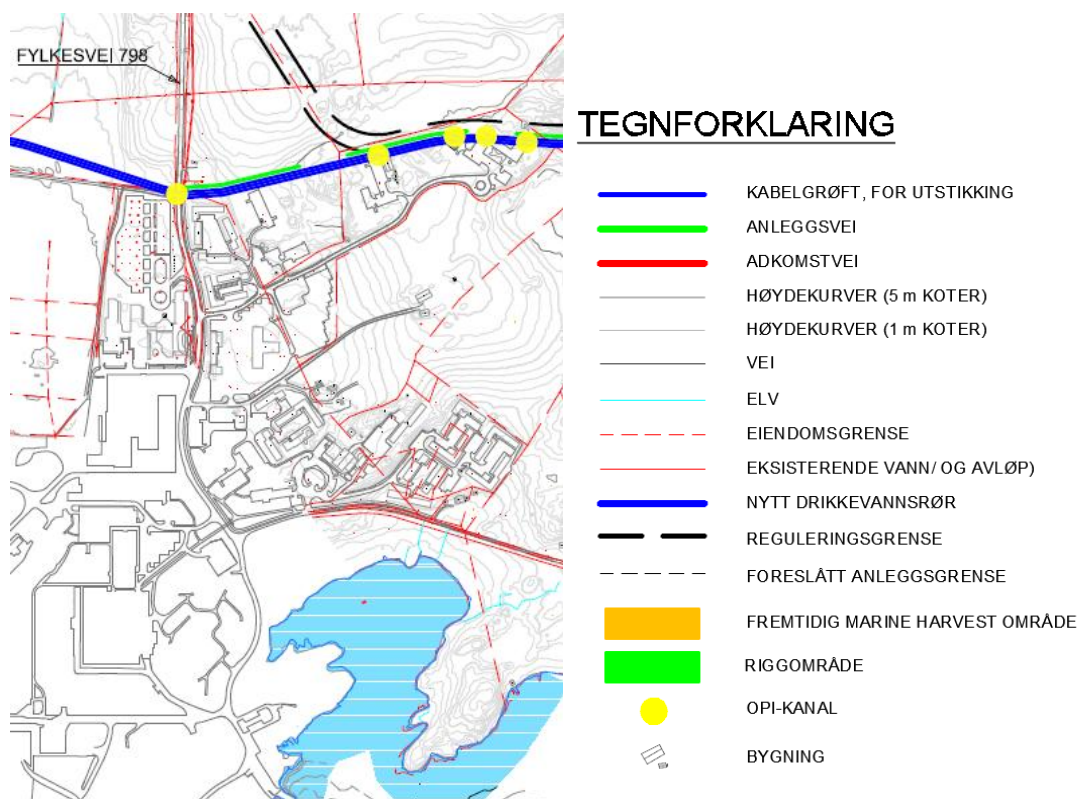 FYLKESVEI 798
TEGNFORKLARING
KABELGRØFT, FOR UTSTIKKING
ANLEGGSVEI
ADKOMSTVEI
HØYDEKURVER (5 m KOTER)
HØYDEKURVER (1 m KOTER)
VEI
ELV
EIENDOMSGRENSE
EKSISTERENDE VANN/ OG AVLØP)
NYTT DRIKKEVANNSRØR
REGULERINGSGRENSE
FORESLÅTT ANLEGGSGRENSE
FREMTIDIG MARINE HARVEST OMRÅDE
RIGGOMRÅDE
OPI-KANAL
BYGNING